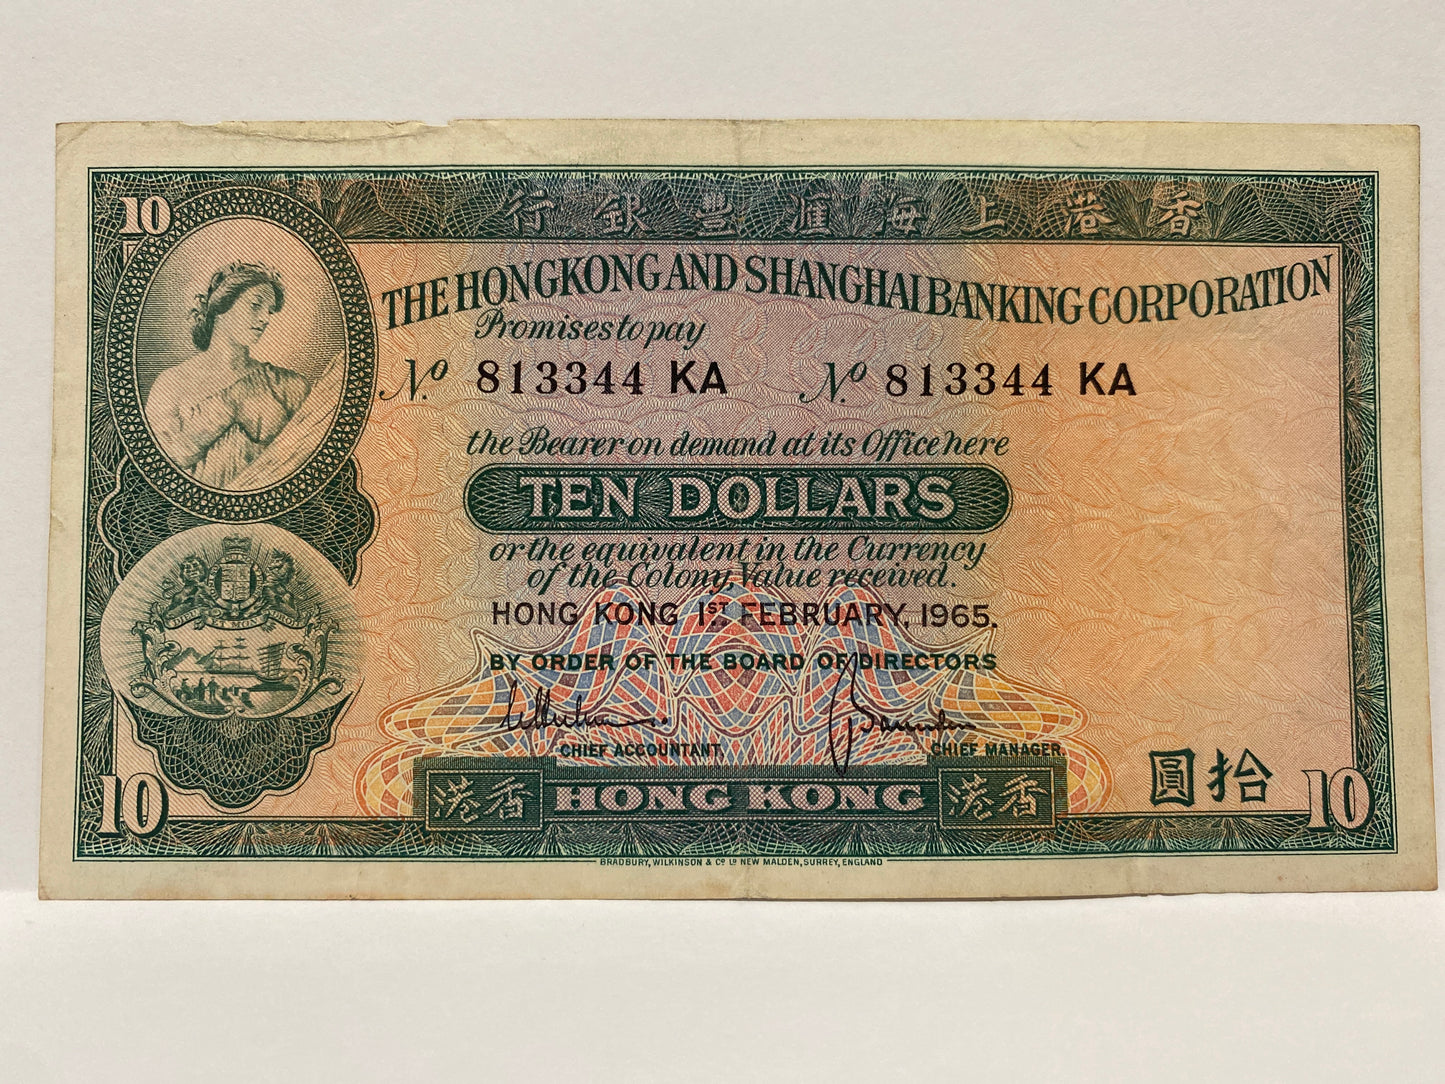 行銀豐滙海上港香
10
THE HONGKONG AND SHANGHAI BANKING CORPORATION
Promises to pay
No. 813344 KA No. 813344 KA
the Bearer on demand at its Office here
TEN DOLLARS
or the equivalent in the Currency
of the Colony, Value received.
HONG KONG 1ST. FEBRUARY, 1965.
BY ORDER OF THE BOARD OF DIRECTORS
CHIEF ACCOUNTANT. CHIEF MANAGER.
圓拾
10 港香 HONG KONG 港香 10
BRADBURY, WILKINSON & Co. Ld. NEW MALDEN, SURREY, ENGLAND